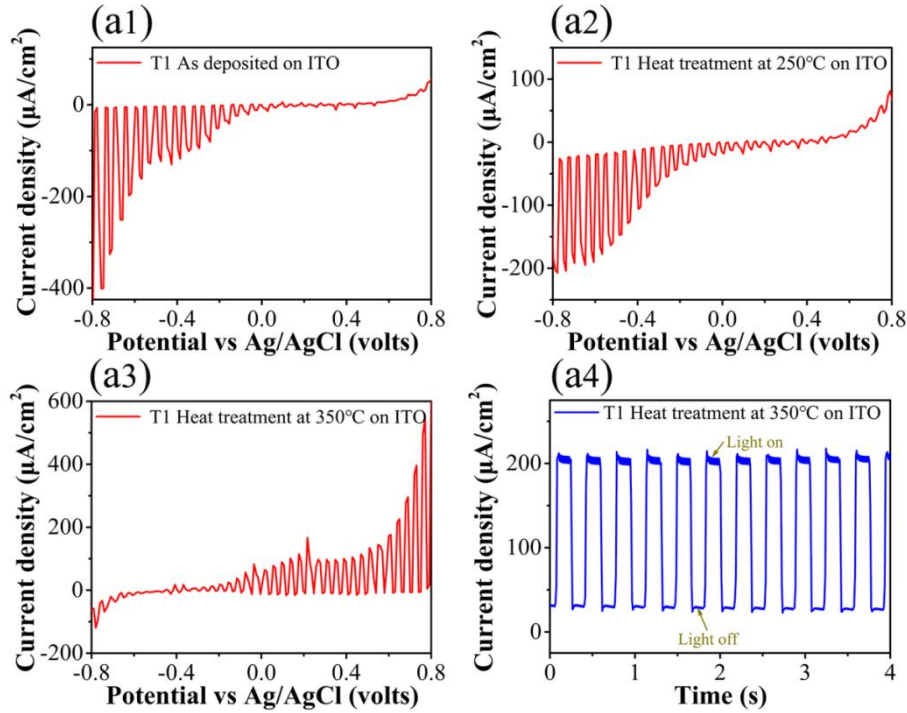 (a1)
T1 As deposited on ITO
Current density (μA/cm²)
0
-200
-400
-0.8 -0.4 0.0 0.4 0.8
Potential vs Ag/AgCl (volts)
(a2)
T1 Heat treatment at 250℃ on ITO
Current density (μA/cm²)
100
0
-100
-200
-0.8 -0.4 0.0 0.4 0.8
Potential vs Ag/AgCl (volts)
(a3)
T1 Heat treatment at 350℃ on ITO
Current density (μA/cm²)
600
400
200
0
-200
-0.8 -0.4 0.0 0.4 0.8
Potential vs Ag/AgCl (volts)
(a4)
T1 Heat treatment at 350℃ on ITO
Light on
Light off
Current density (μA/cm²)
200
100
0
0 1 2 3 4
Time (s)